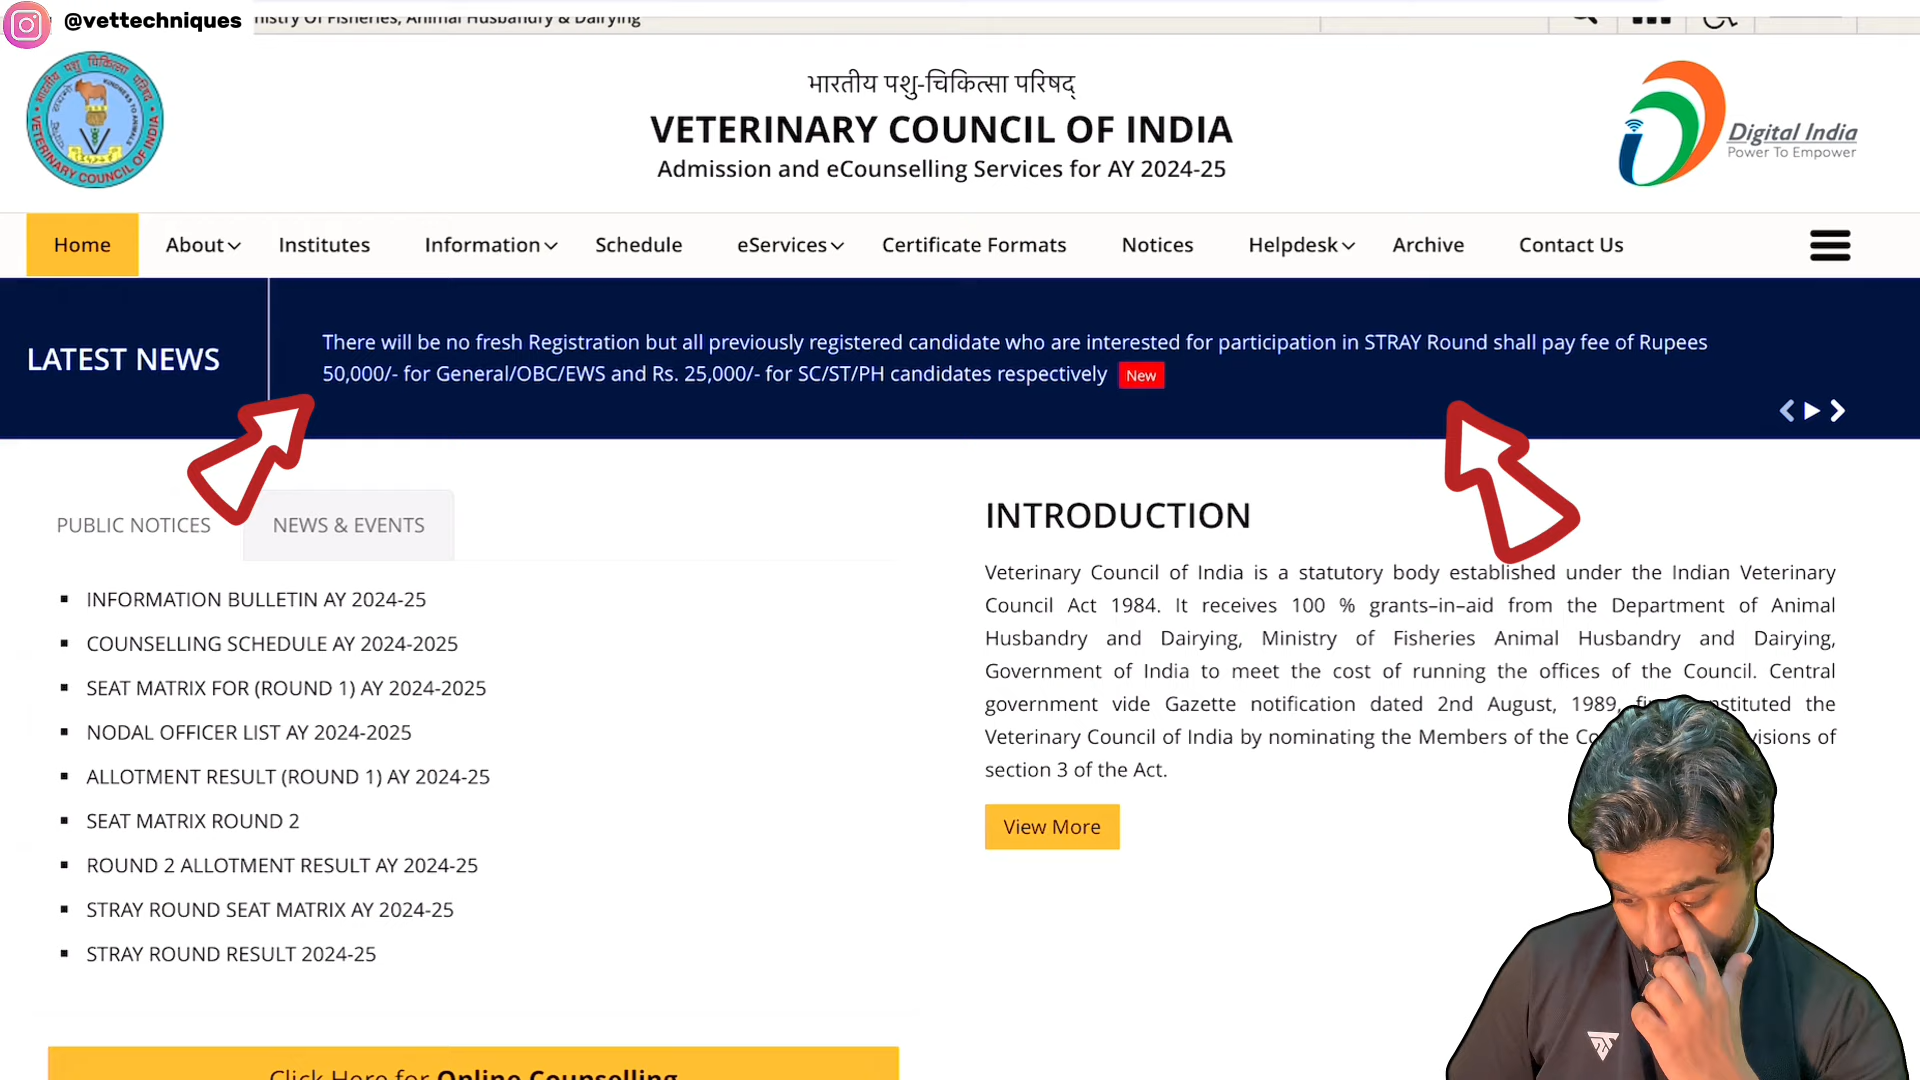 @vettechniques
nistry Of Fisheries, Animal Husbandry & Dairying
भारतीय पशु-चिकित्सा परिषद्
VETERINARY COUNCIL OF INDIA
Admission and eCounselling Services for AY 2024-25
भारतीय पशु चिकित्सा परिषद
VETERINARY COUNCIL OF INDIA
Digital India
Power To Empower
Home About Institutes Information Schedule eServices Certificate Formats Notices Helpdesk Archive Contact Us
LATEST NEWS
There will be no fresh Registration but all previously registered candidate who are interested for participation in STRAY Round shall pay fee of Rupees
50,000/- for General/OBC/EWS and Rs. 25,000/- for SC/ST/PH candidates respectively New
PUBLIC NOTICES NEWS & EVENTS
INFORMATION BULLETIN AY 2024-25
COUNSELLING SCHEDULE AY 2024-2025
SEAT MATRIX FOR (ROUND 1) AY 2024-2025
NODAL OFFICER LIST AY 2024-2025
ALLOTMENT RESULT (ROUND 1) AY 2024-25
SEAT MATRIX ROUND 2
ROUND 2 ALLOTMENT RESULT AY 2024-25
STRAY ROUND SEAT MATRIX AY 2024-25
STRAY ROUND RESULT 2024-25
Click Here for Online Counselling
INTRODUCTION
Veterinary Council of India is a statutory body established under the Indian Veterinary
Council Act 1984. It receives 100 % grants–in–aid from the Department of Animal
Husbandry and Dairying, Ministry of Fisheries Animal Husbandry and Dairying,
Government of India to meet the cost of running the offices of the Council. Central
government vide Gazette notification dated 2nd August, 1989, nstituted the
Veterinary Council of India by nominating the Members of the Co visions of
section 3 of the Act.
View More